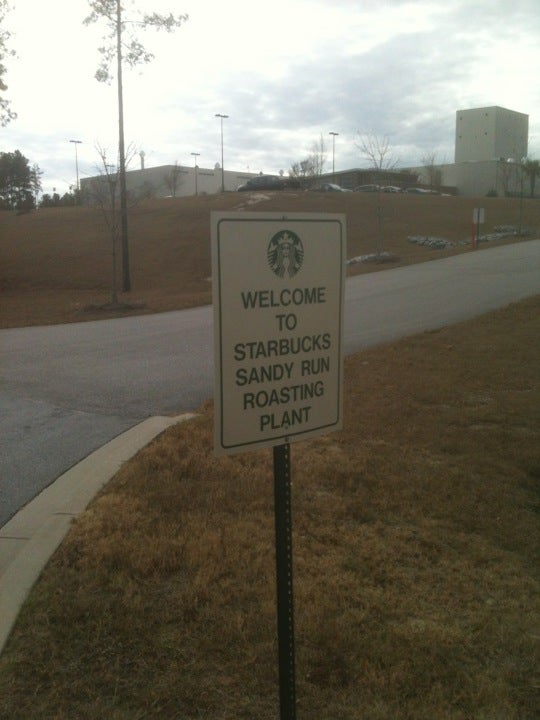 WELCOME
TO
STARBUCKS
SANDY RUN
ROASTING
PLANT